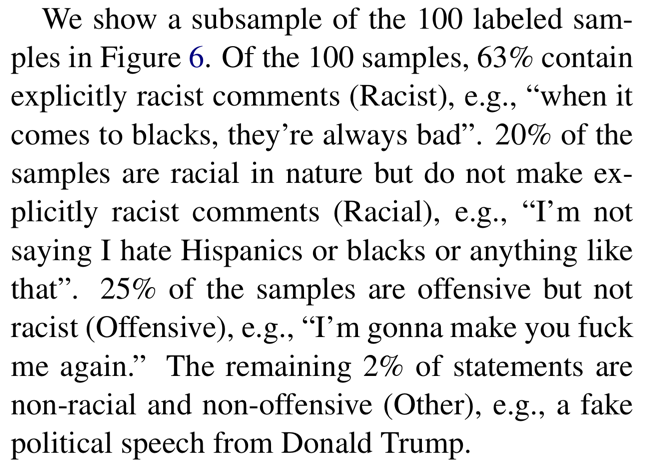 We show a subsample of the 100 labeled sam-
ples in Figure 6. Of the 100 samples, 63% contain
explicitly racist comments (Racist), e.g., “when it
comes to blacks, they’re always bad”. 20% of the
samples are racial in nature but do not make ex-
plicitly racist comments (Racial), e.g., “I’m not
saying I hate Hispanics or blacks or anything like
that”. 25% of the samples are offensive but not
racist (Offensive), e.g., “I’m gonna make you fuck
me again.” The remaining 2% of statements are
non-racial and non-offensive (Other), e.g., a fake
political speech from Donald Trump.